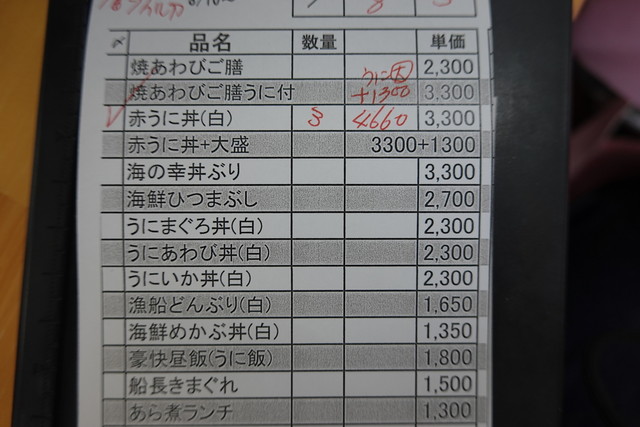 品名 数量 単価
焼あわびご膳 2,300
うに大
焼あわびご膳うに付 +1300 3,300
赤うに丼(白) 3 4660 3,300
赤うに丼+大盛 3300+1300
海の幸丼ぶり 3,300
海鮮ひつまぶし 2,700
うにまぐろ丼(白) 2,300
うにあわび丼(白) 2,300
うにいか丼(白) 2,300
漁船どんぶり(白) 1,650
海鮮めかぶ丼(白) 1,350
豪快昼飯(うに飯) 1,800
船長きまぐれ 1,500
あら煮ランチ 1,300